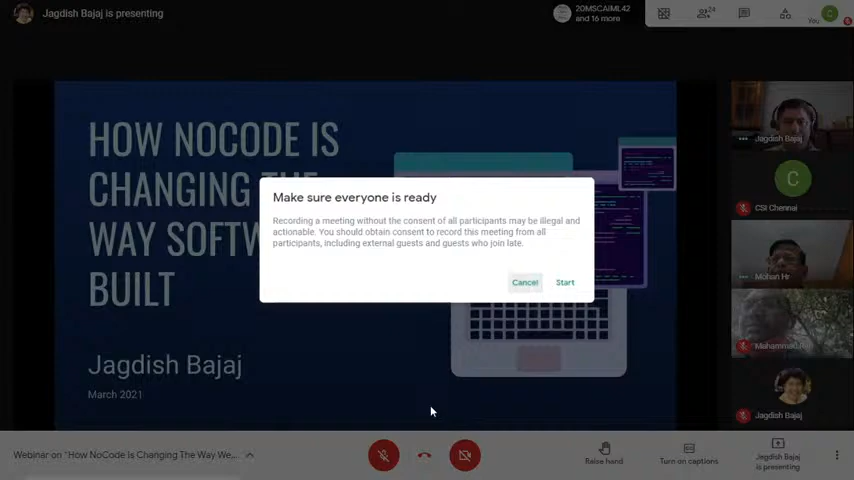 Jagdish Bajaj is presenting
20MSCAIML42
and 16 more
24
You
C
HOW NOCODE IS
CHANGING THE
WAY SOFTW
BUILT
Jagdish Bajaj
March 2021
Make sure everyone is ready
Recording a meeting without the consent of all participants may be illegal and
actionable. You should obtain consent to record this meeting from all
participants, including external guests and guests who join late.
Cancel
Start
Jagdish Bajaj
C
CSI Chennai
Mohan Hr
Jagdish Bajaj
Webinar on "How NoCode Is Changing The Way We...
Raise hand
Turn on captions
Jagdish Bajaj
is presenting